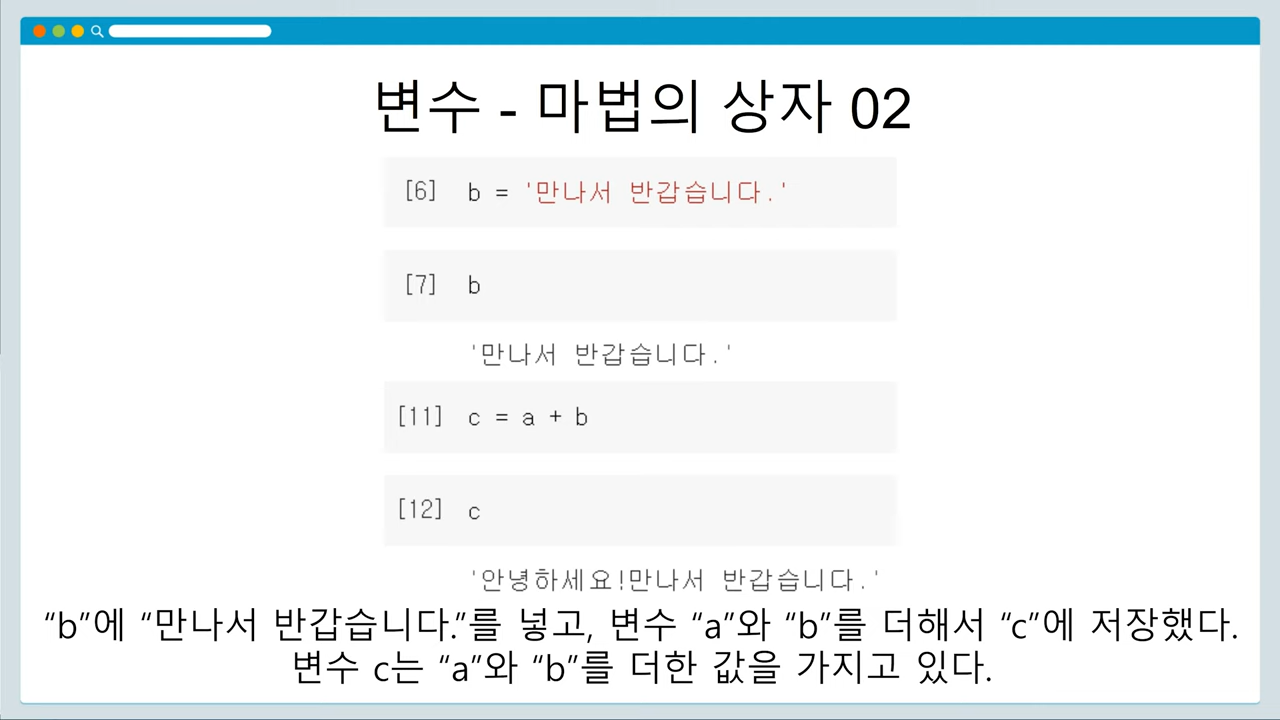 변수 - 마법의 상자 02
[6] b = '만나서 반갑습니다.'
[7] b
'만나서 반갑습니다.'
[11] c = a + b
[12] c
'안녕하세요!만나서 반갑습니다.'
“b”에 “만나서 반갑습니다.”를 넣고, 변수 “a”와 “b”를 더해서 “c”에 저장했다.
변수 c는 “a”와 “b”를 더한 값을 가지고 있다.